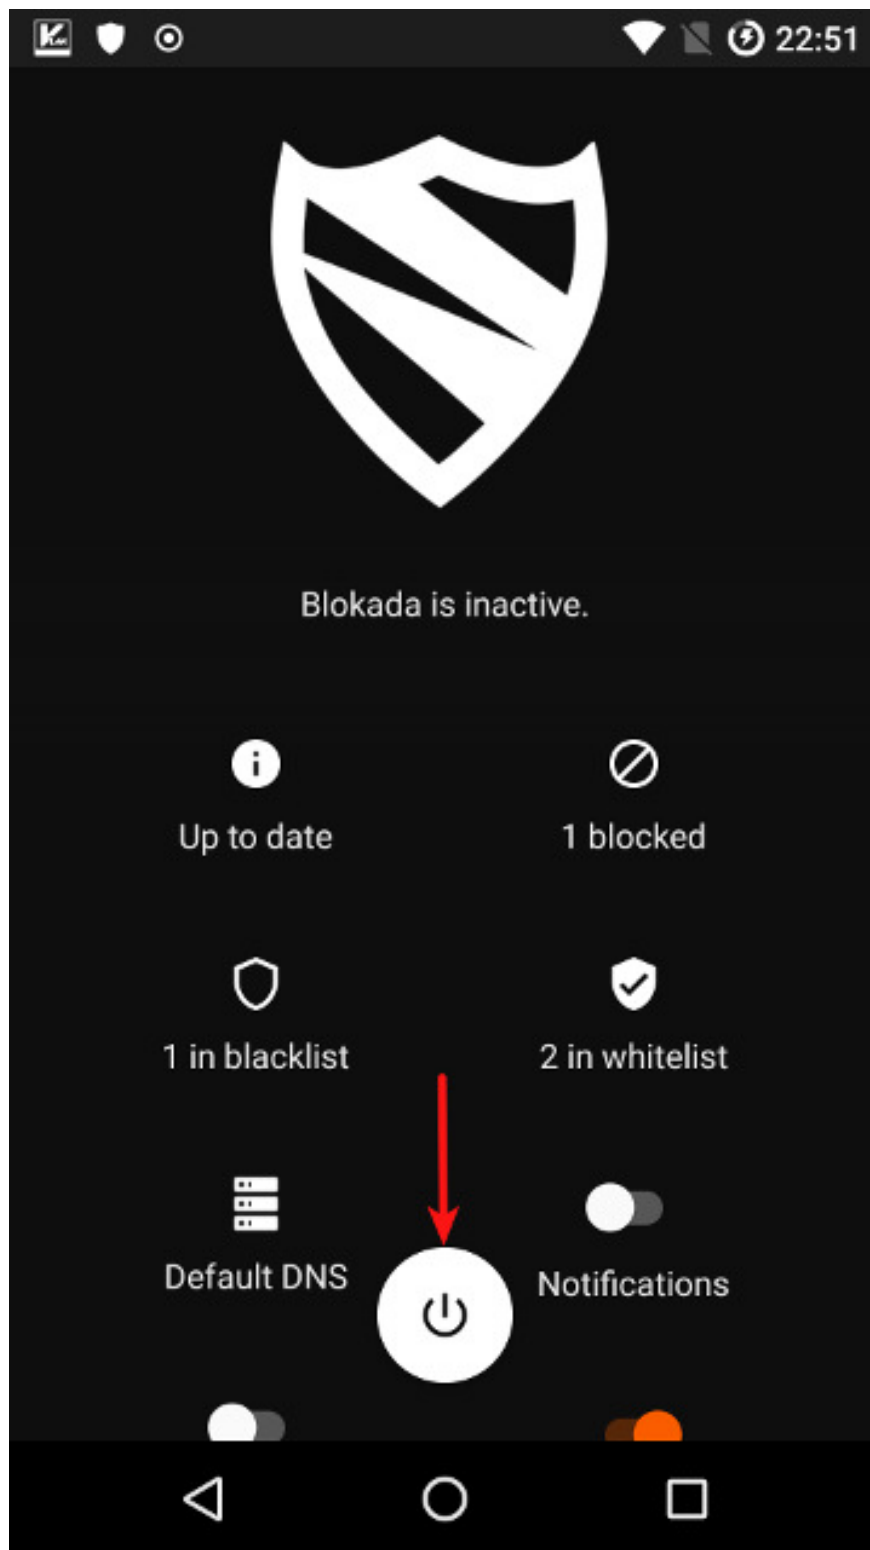 22:51
Blokada is inactive.
Up to date
1 blocked
1 in blacklist
2 in whitelist
Default DNS
Notifications